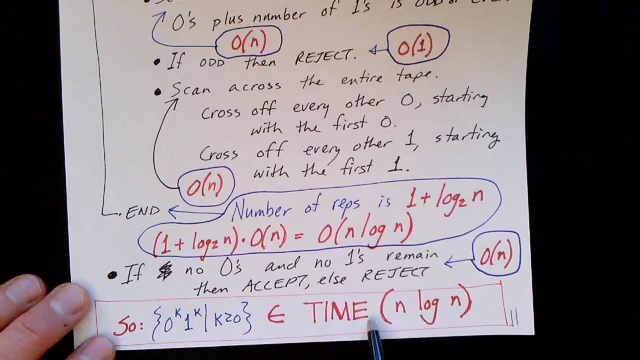 0's plus number of 1's is ODD or
O(n)
• If ODD then REJECT.
O(1)
• Scan across the entire tape.
Cross off every other 0, starting
with the first 0.
Cross off every other 1, starting
with the first 1.
O(n)
END
Number of reps is 1 + log₂ n
(1 + log₂ n) · O(n) = O(n log n)
• If no 0's and no 1's remain
then ACCEPT, else REJECT
O(n)
So: {0ᴷ1ᴷ | K≥0} ∈ TIME (n log n)